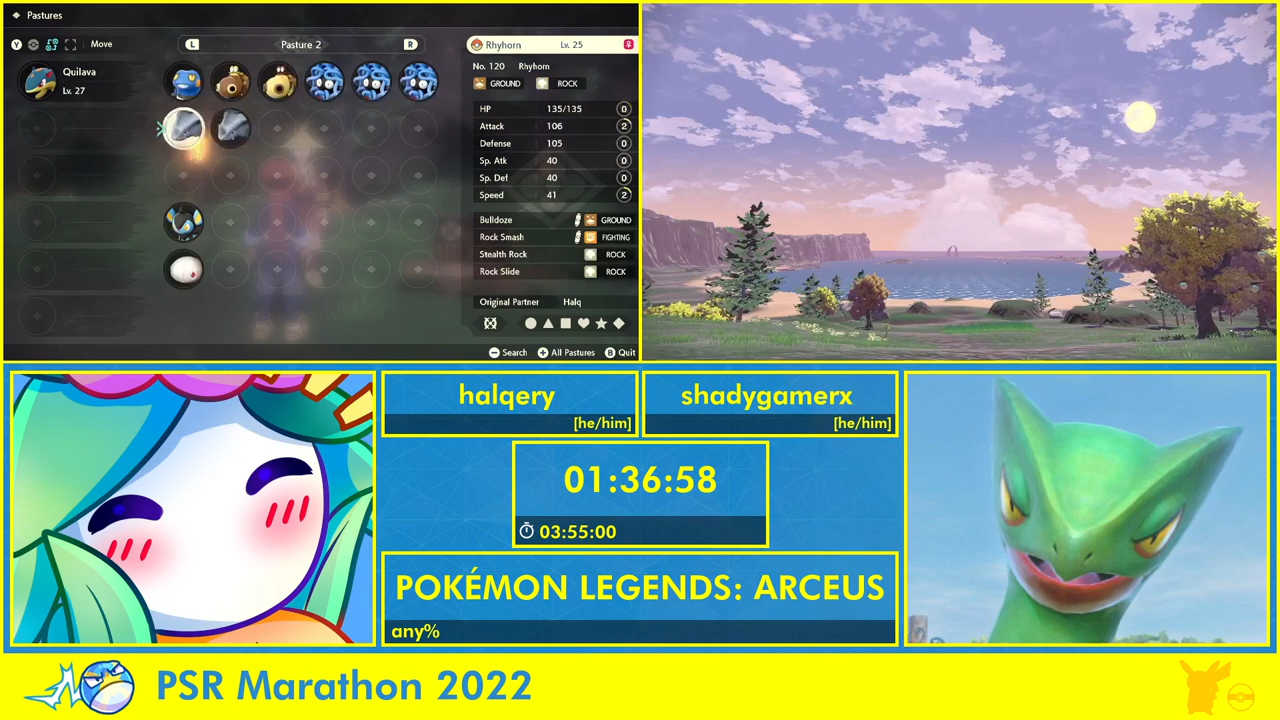 Pastures
Y Move
L Pasture 2 R
Rhyhorn Lv. 25
Quilava
Lv. 27
No. 120 Rhyhorn
GROUND ROCK
HP 135/135 0
Attack 106 2
Defense 105 0
Sp. Atk 40 0
Sp. Def 40 0
Speed 41 2
Bulldoze GROUND
Rock Smash FIGHTING
Stealth Rock ROCK
Rock Slide ROCK
Original Partner Halq
Search All Pastures B Quit
halqery
[he/him]
shadygamerx
[he/him]
01:36:58
03:55:00
POKÉMON LEGENDS: ARCEUS
any%
PSR Marathon 2022